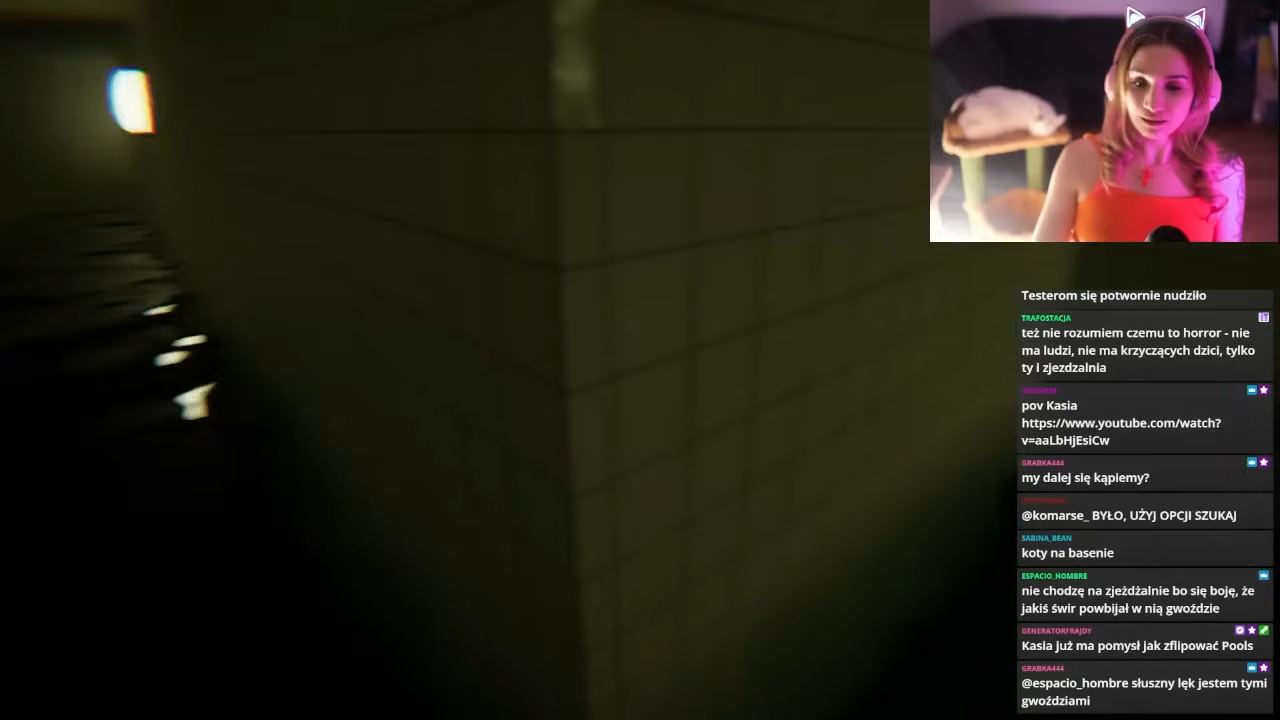 Testerom się potwornie nudziło
TRAFOSTACJA
też nie rozumiem czemu to horror - nie
ma ludzi, nie ma krzyczących dzici, tylko
ty i zjezdzalnia
pov Kasia
https://www.youtube.com/watch?
v=aaLbHjEsiCw
GRABKA444
my dalej się kąpiemy?
@komarse_ BYŁO, UŻYJ OPCJI SZUKAJ
SABINA_BEAN
koty na basenie
ESPACIO_HOMBRE
nie chodzę na zjeżdżalnie bo się boję, że
jakiś świr powbijał w nią gwoździe
GENERATORFRAJDY
Kasia już ma pomysł jak zflipować Pools
GRABKA444
@espacio_hombre słuszny lęk jestem tymi
gwoździami